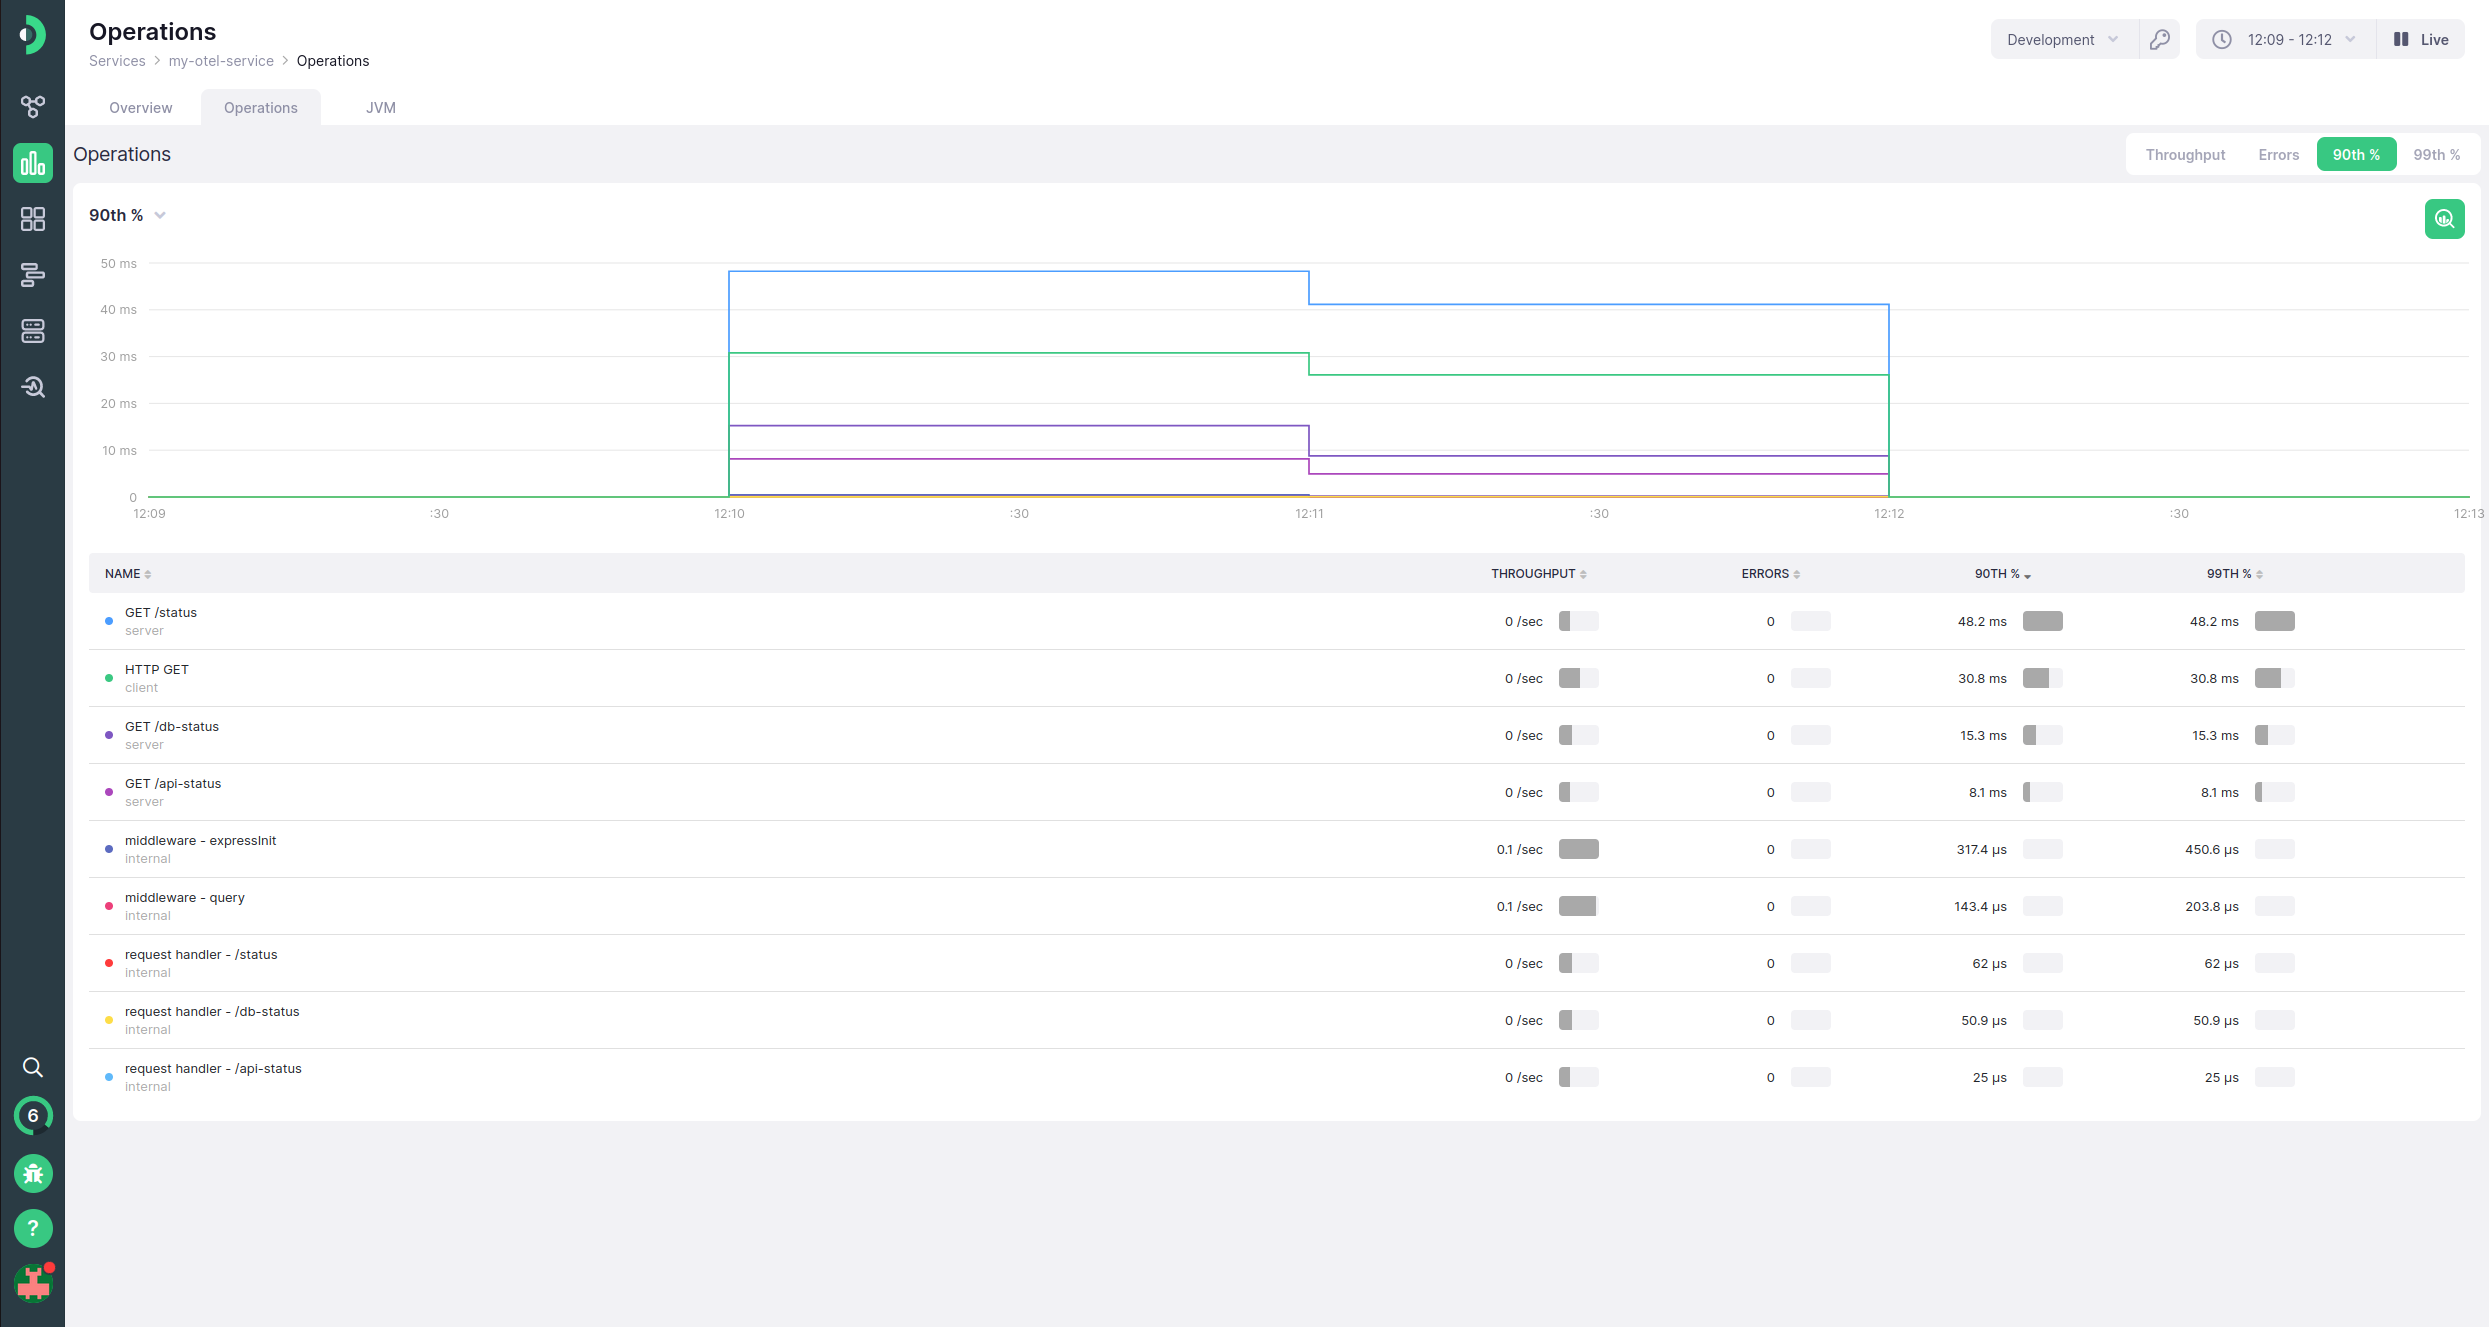 Operations
Services > my-otel-service > Operations
Development
12:09 - 12:12
Live
Overview
Operations
JVM
Operations
Throughput
Errors
90th %
99th %
90th %
50 ms
40 ms
30 ms
20 ms
10 ms
0
12:09
:30
12:10
:30
12:11
:30
12:12
:30
12:13
NAME THROUGHPUT ERRORS 90TH % 99TH %
GET /status 0 /sec 0 48.2 ms 48.2 ms
server
HTTP GET 0 /sec 0 30.8 ms 30.8 ms
client
GET /db-status 0 /sec 0 15.3 ms 15.3 ms
server
GET /api-status 0 /sec 0 8.1 ms 8.1 ms
server
middleware - expressInit 0.1 /sec 0 317.4 µs 450.6 µs
internal
middleware - query 0.1 /sec 0 143.4 µs 203.8 µs
internal
request handler - /status 0 /sec 0 62 µs 62 µs
internal
request handler - /db-status 0 /sec 0 50.9 µs 50.9 µs
internal
request handler - /api-status 0 /sec 0 25 µs 25 µs
internal
6
?